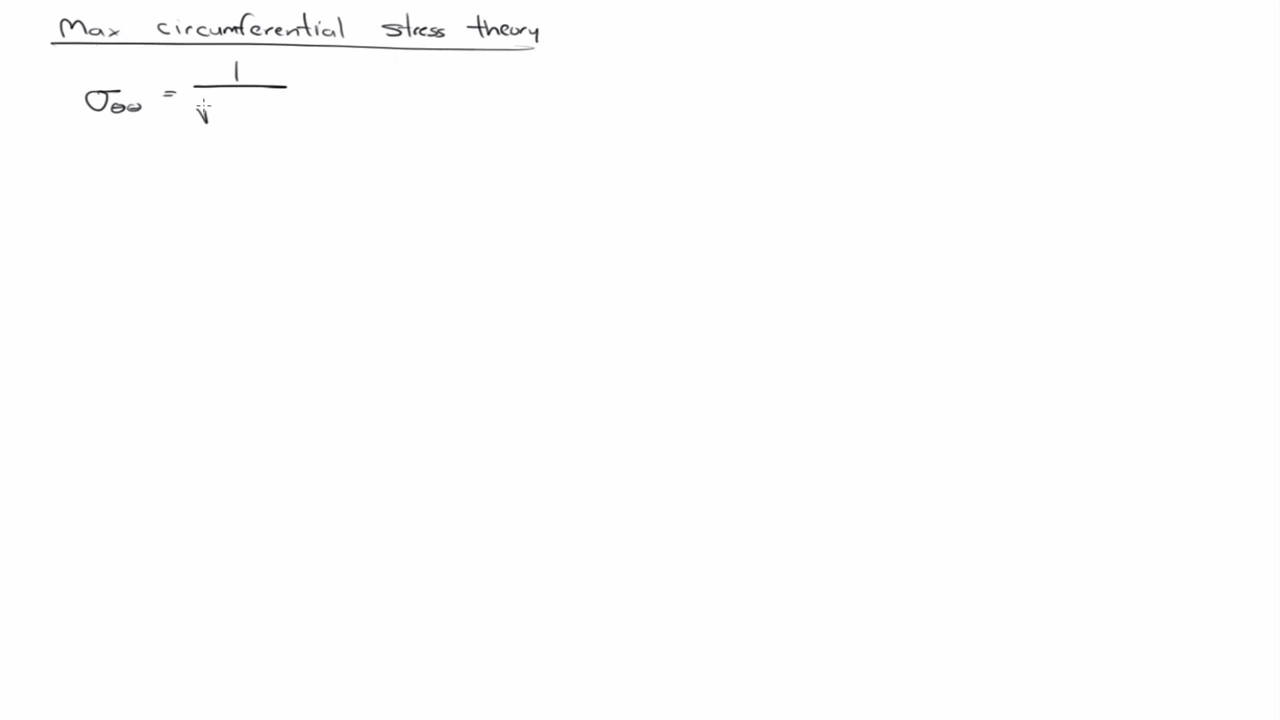 Max circumferential stress theory
σθθ = 1/√